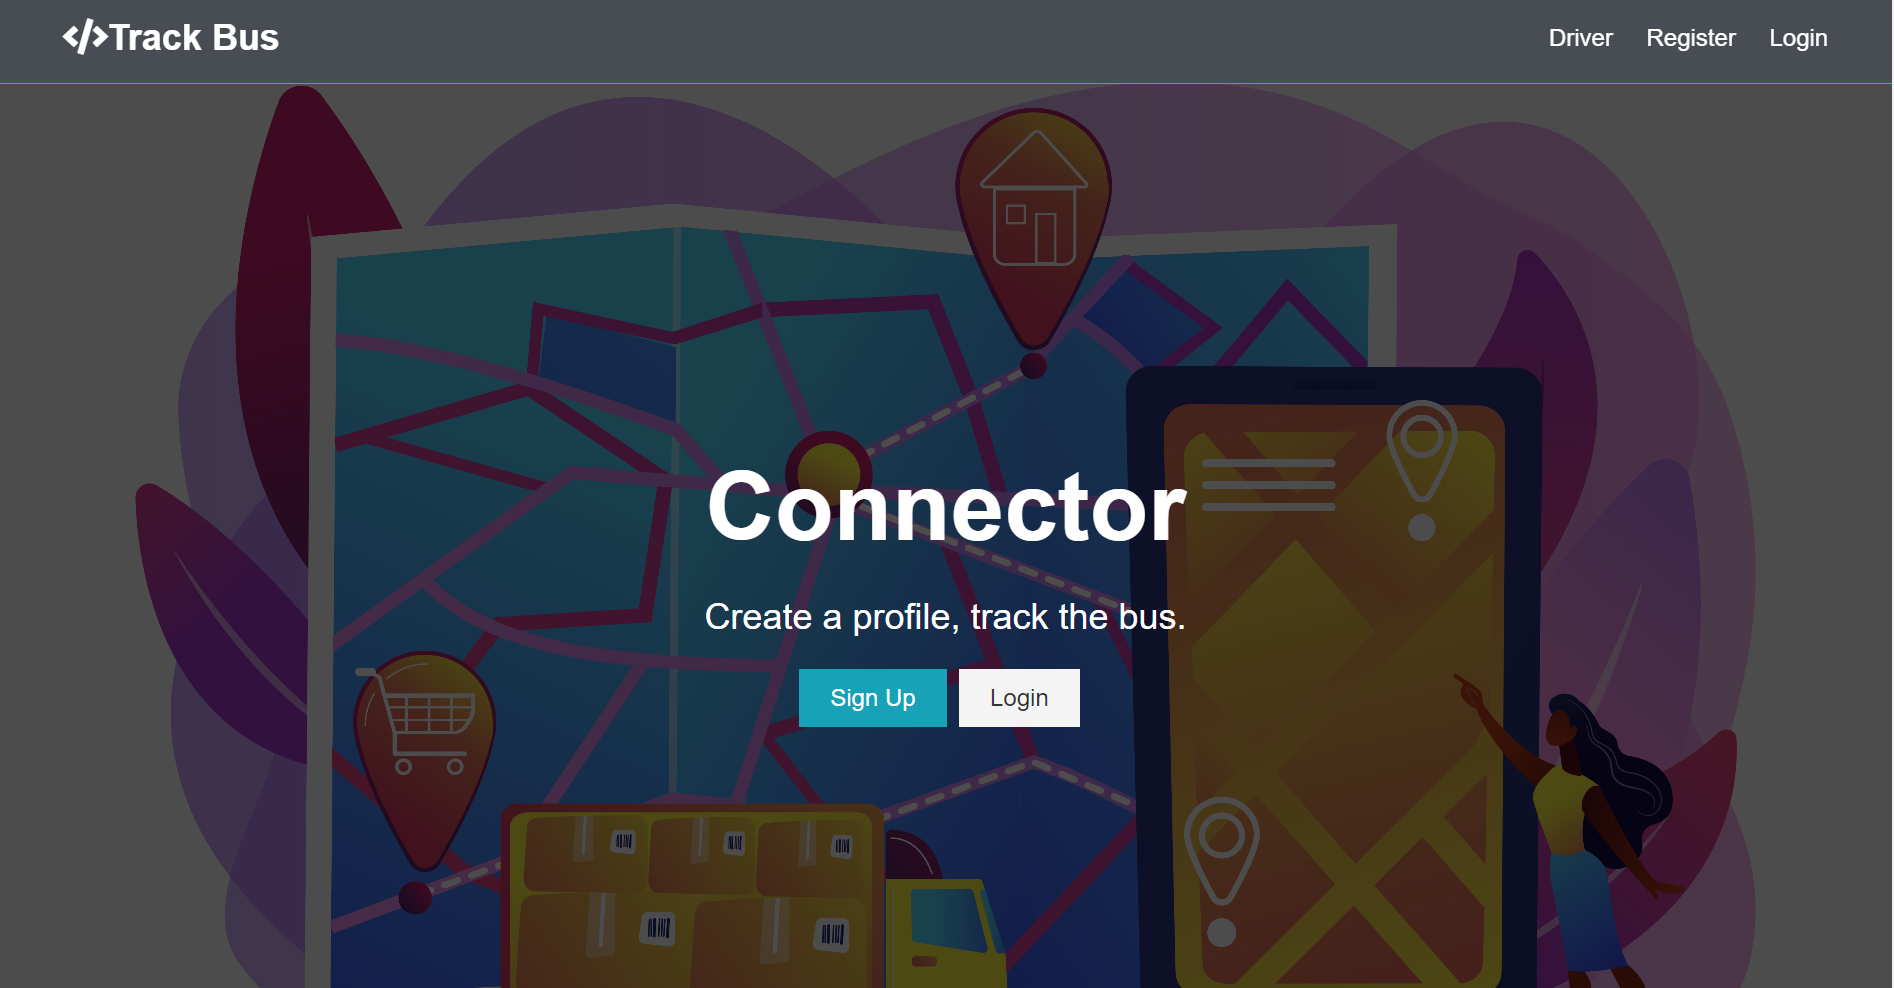 </>Track Bus
Driver Register Login
Connector
Create a profile, track the bus.
Sign Up Login